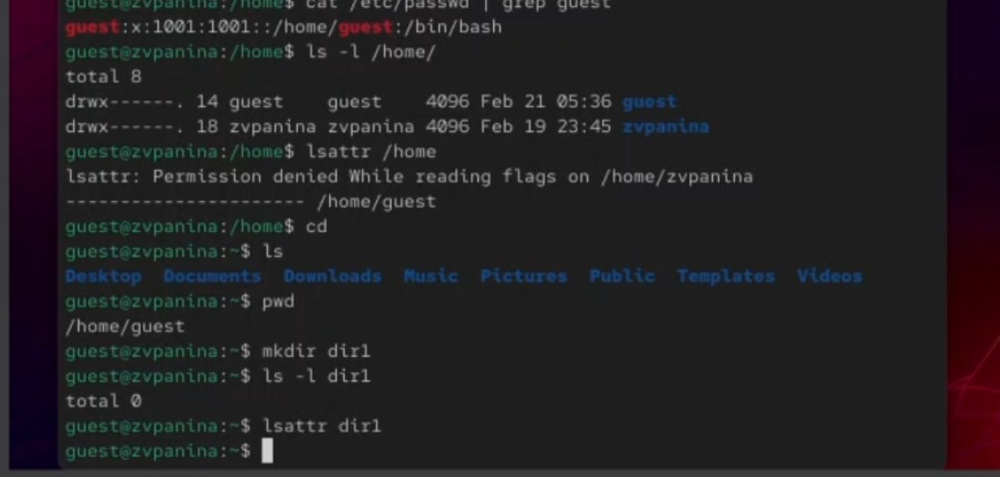 guest@zvpanina:/home$ cat /etc/passwd | grep guest
guest:x:1001:1001::/home/guest:/bin/bash
guest@zvpanina:/home$ ls -l /home/
total 8
drwx------. 14 guest    guest    4096 Feb 21 05:36 guest
drwx------. 18 zvpanina zvpanina 4096 Feb 19 23:45 zvpanina
guest@zvpanina:/home$ lsattr /home
lsattr: Permission denied While reading flags on /home/zvpanina
---------------------- /home/guest
guest@zvpanina:/home$ cd
guest@zvpanina:~$ ls
Desktop  Documents  Downloads  Music  Pictures  Public  Templates  Videos
guest@zvpanina:~$ pwd
/home/guest
guest@zvpanina:~$ mkdir dir1
guest@zvpanina:~$ ls -l dir1
total 0
guest@zvpanina:~$ lsattr dir1
guest@zvpanina:~$